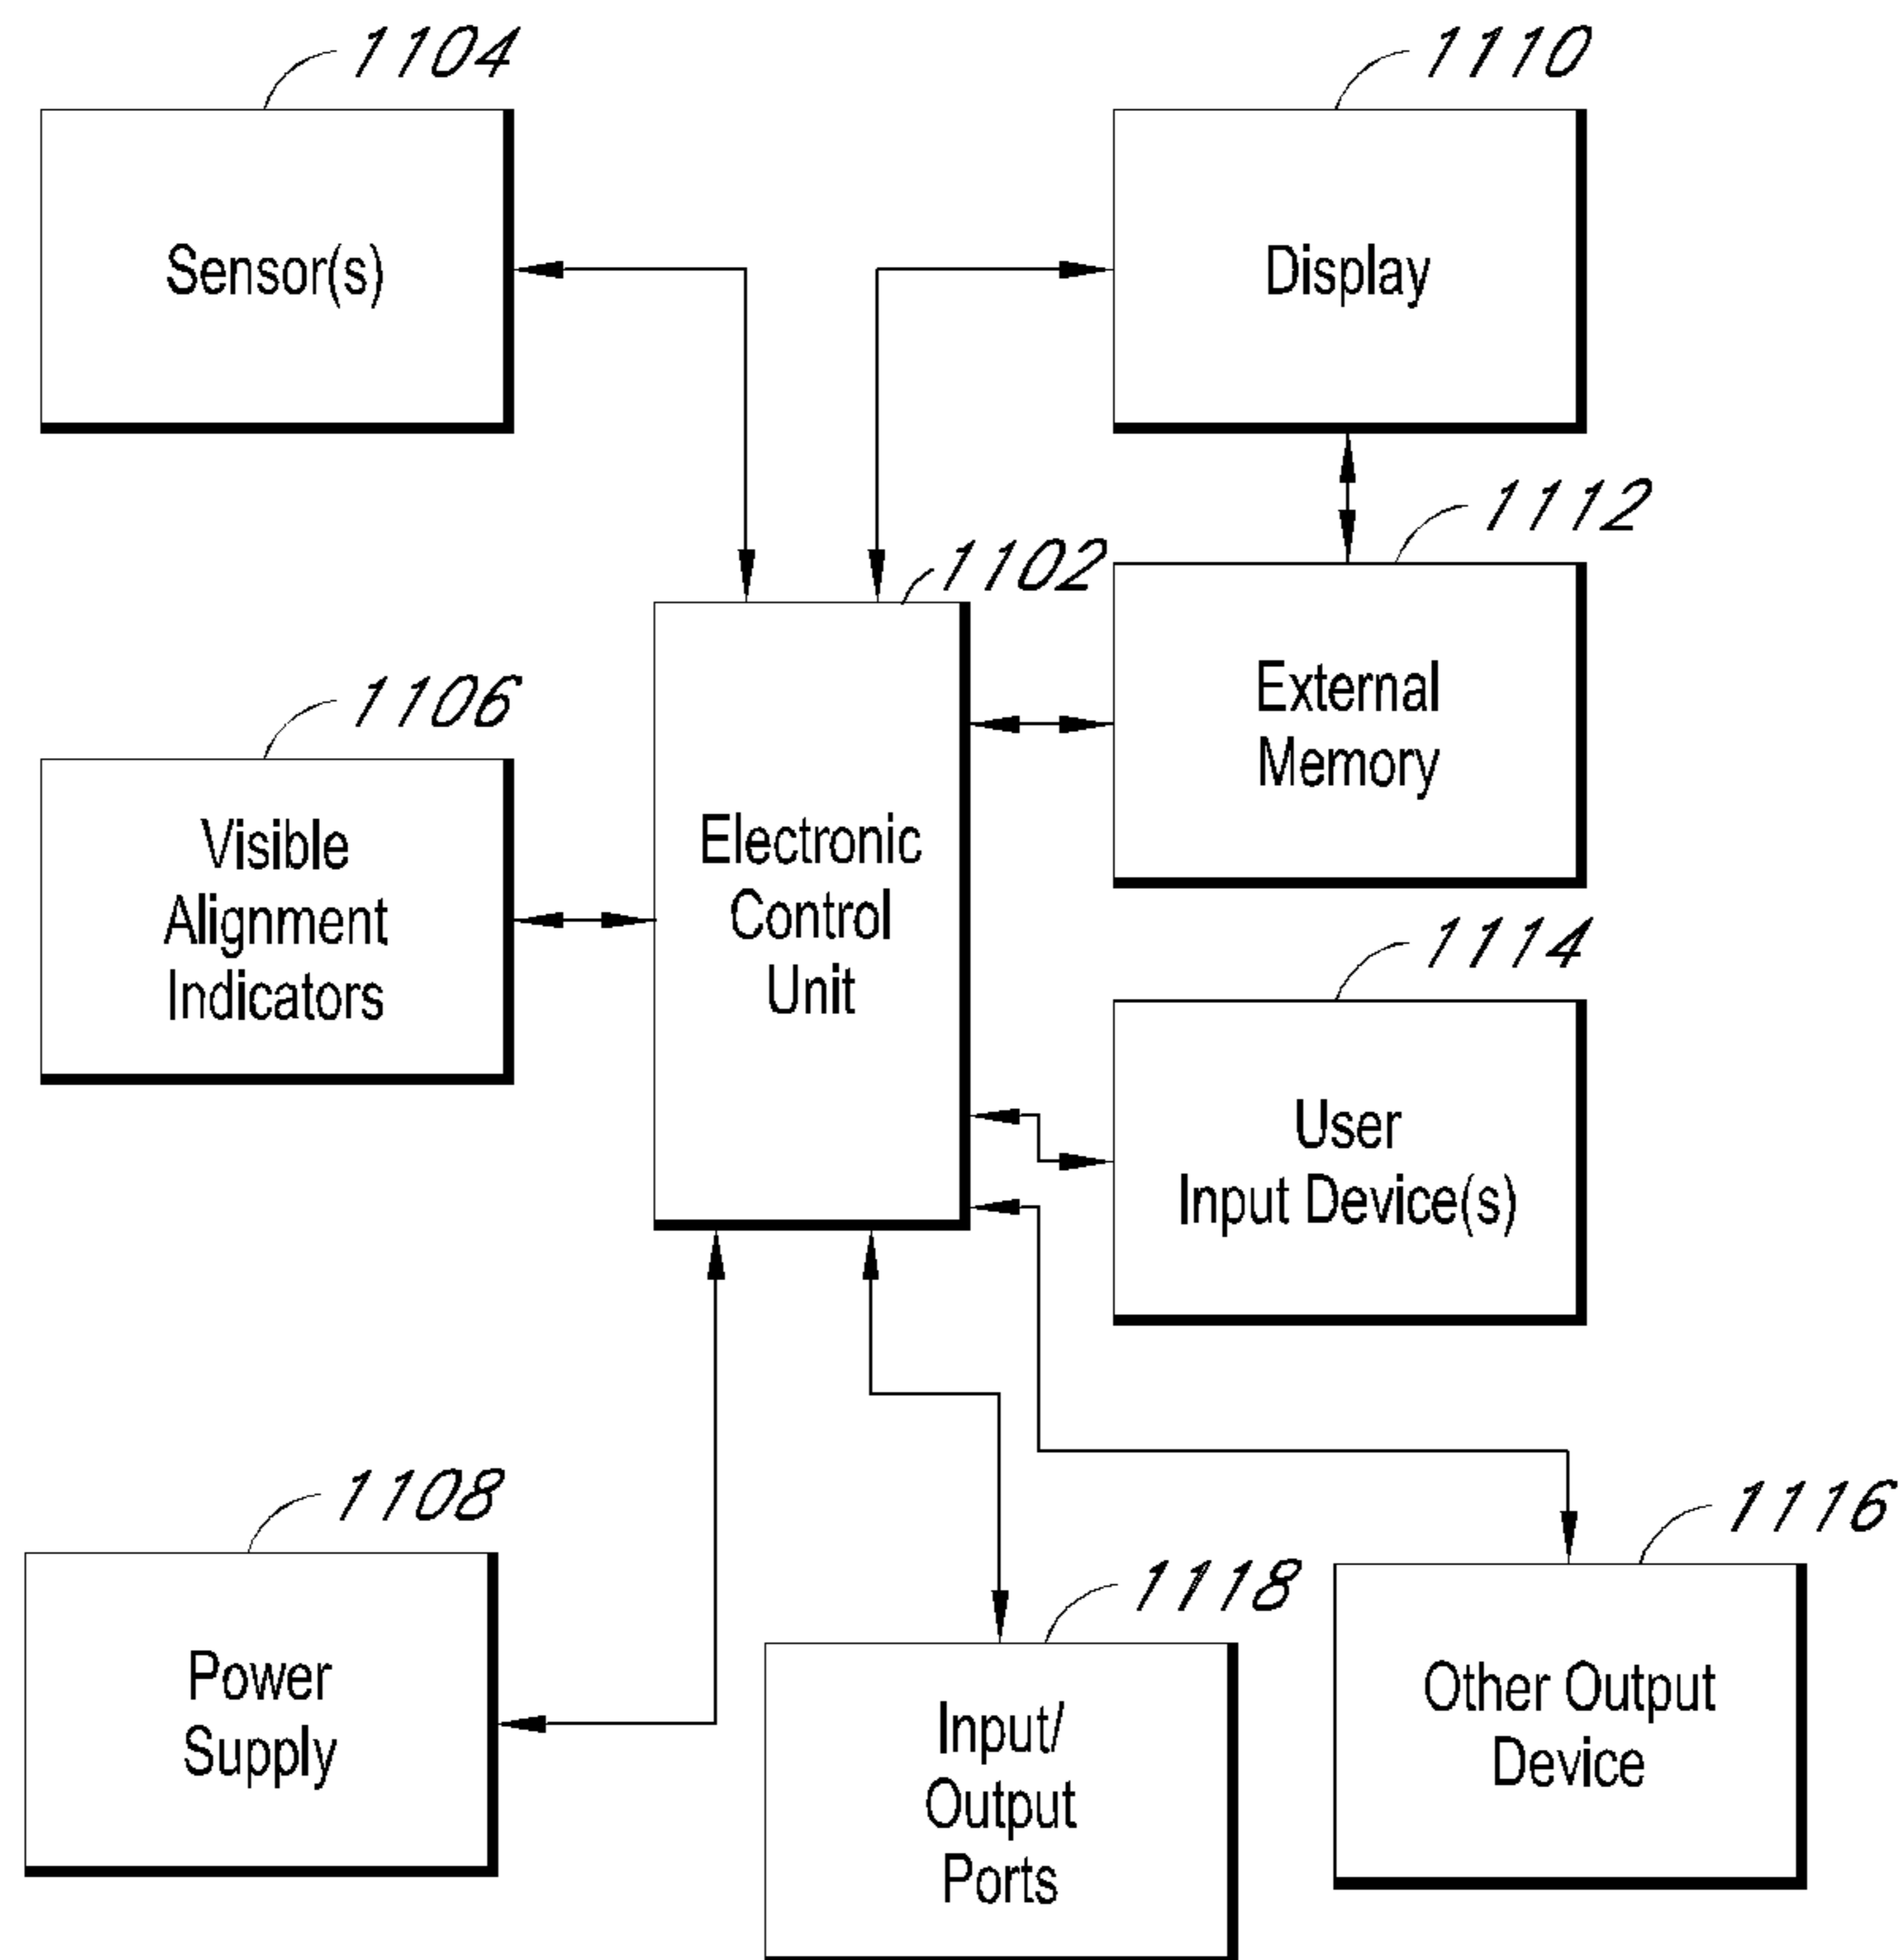 1104
Sensor(s)
1110
Display
1112
External
Memory
1102
Electronic
Control
Unit
1106
Visible
Alignment
Indicators
1114
User
Input Device(s)
1108
Power
Supply
1118
Input/
Output
Ports
1116
Other Output
Device